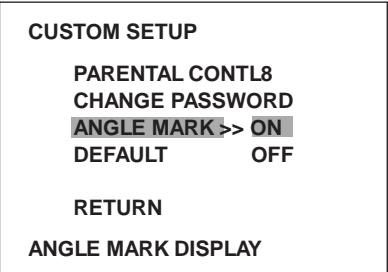 CUSTOM SETUP
PARENTAL CONTL8
CHANGE PASSWORD
ANGLE MARK >> ON
DEFAULT OFF
RETURN
ANGLE MARK DISPLAY